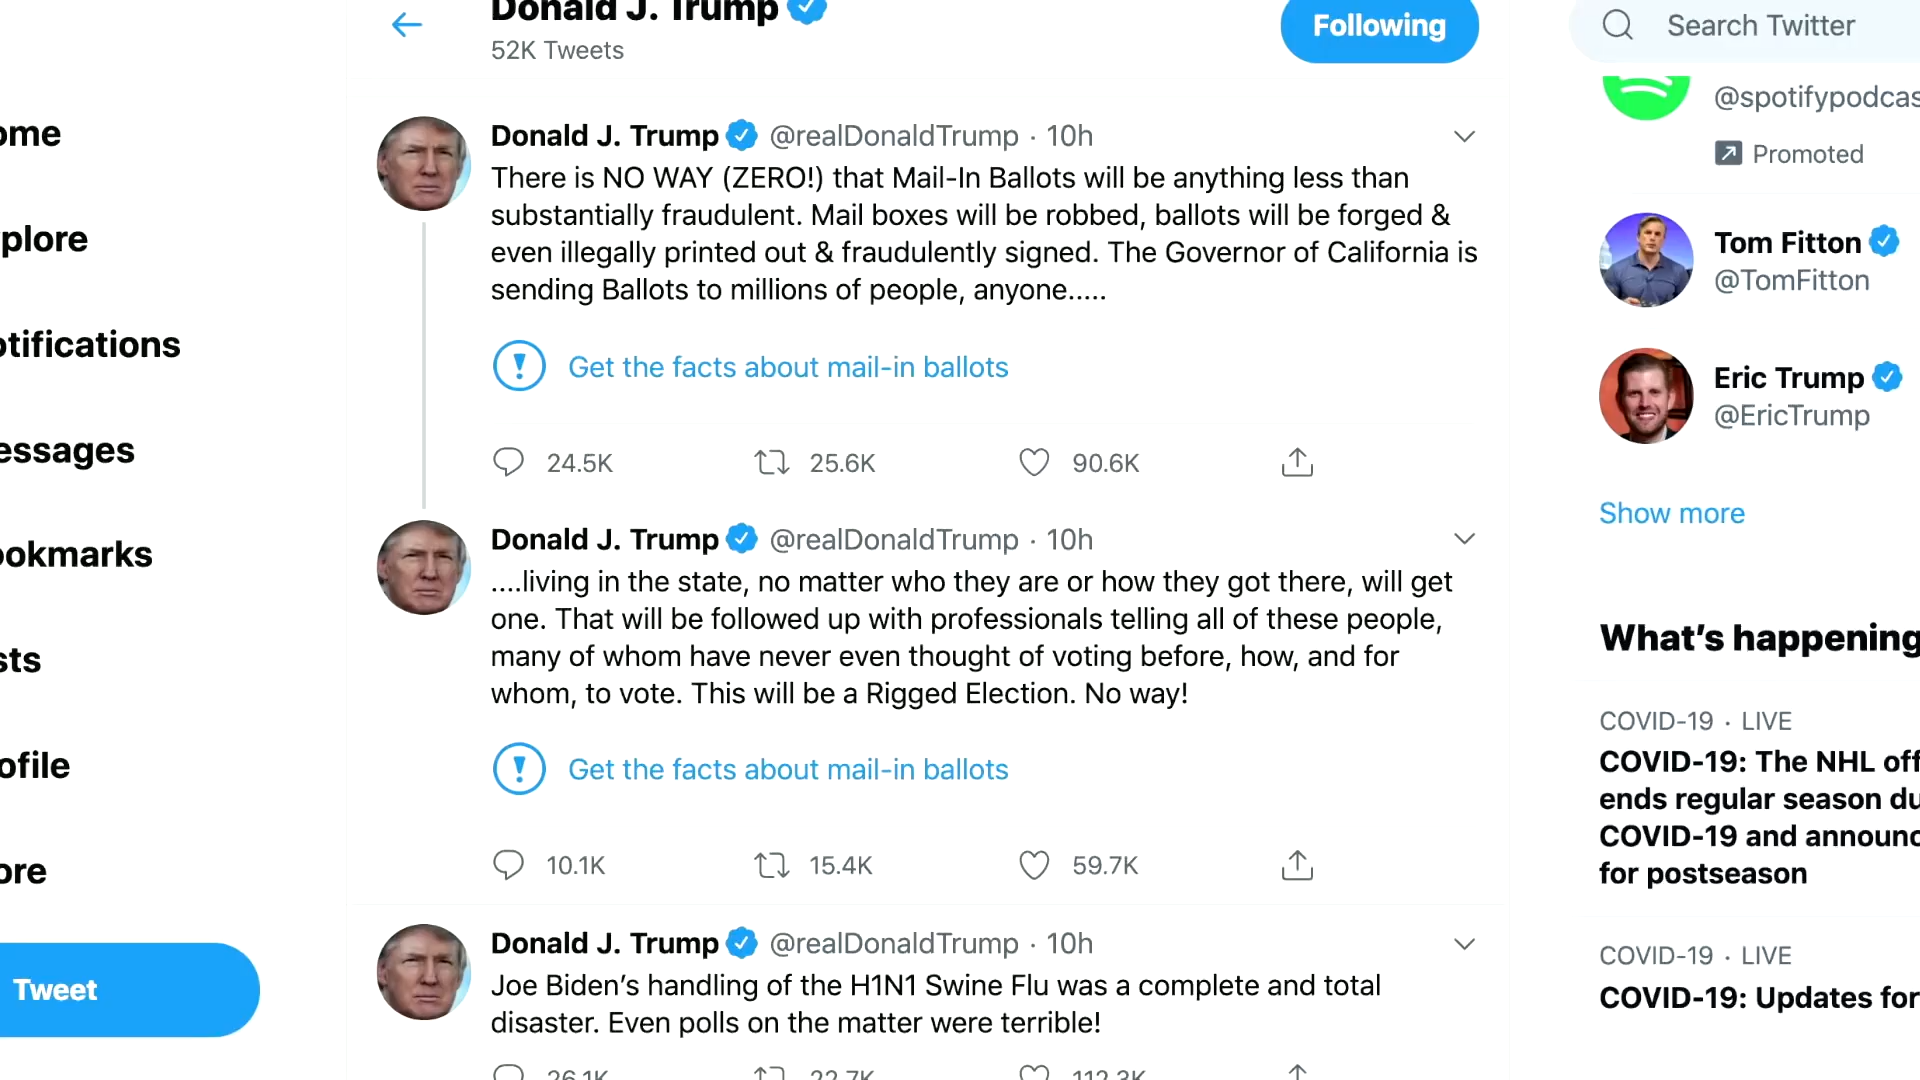 Donald J. Trump
52K Tweets
Following
Search Twitter
ome
plore
otifications
essages
ookmarks
sts
ofile
ore
Tweet
Donald J. Trump @realDonaldTrump · 10h
There is NO WAY (ZERO!) that Mail-In Ballots will be anything less than
substantially fraudulent. Mail boxes will be robbed, ballots will be forged &
even illegally printed out & fraudulently signed. The Governor of California is
sending Ballots to millions of people, anyone.....
Get the facts about mail-in ballots
24.5K 25.6K 90.6K
Donald J. Trump @realDonaldTrump · 10h
....living in the state, no matter who they are or how they got there, will get
one. That will be followed up with professionals telling all of these people,
many of whom have never even thought of voting before, how, and for
whom, to vote. This will be a Rigged Election. No way!
Get the facts about mail-in ballots
10.1K 15.4K 59.7K
Donald J. Trump @realDonaldTrump · 10h
Joe Biden’s handling of the H1N1 Swine Flu was a complete and total
disaster. Even polls on the matter were terrible!
26.1K 22.7K 112.3K
@spotifypodcas
Promoted
Tom Fitton
@TomFitton
Eric Trump
@EricTrump
Show more
What’s happening
COVID-19 · LIVE
COVID-19: The NHL off
ends regular season du
COVID-19 and announc
for postseason
COVID-19 · LIVE
COVID-19: Updates for